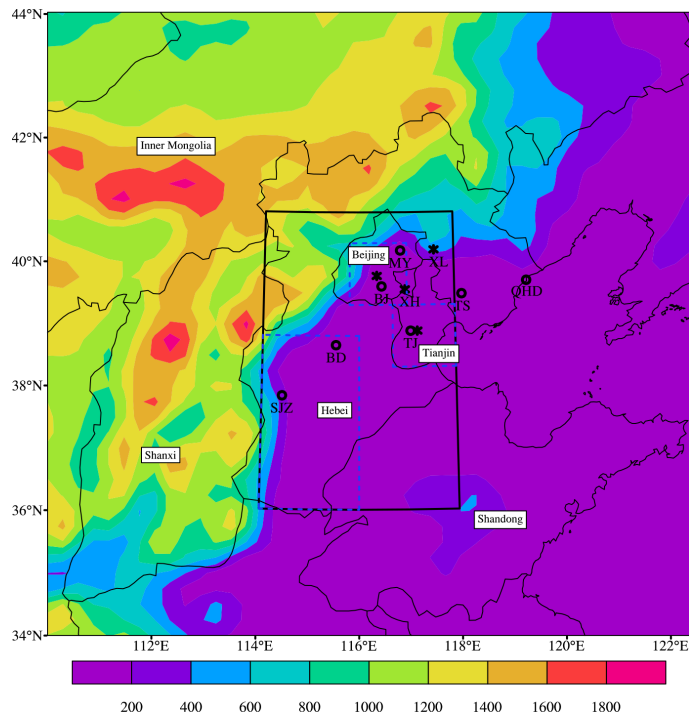 44°N
42°N
Inner Mongolia
40°N
Beijing
MY
XL
BJ
XH
TS
QHD
TJ
Tianjin
BD
38°N
SJZ
Hebei
Shanxi
36°N
Shandong
34°N
112°E
114°E
116°E
118°E
120°E
122°E
200
400
600
800
1000
1200
1400
1600
1800